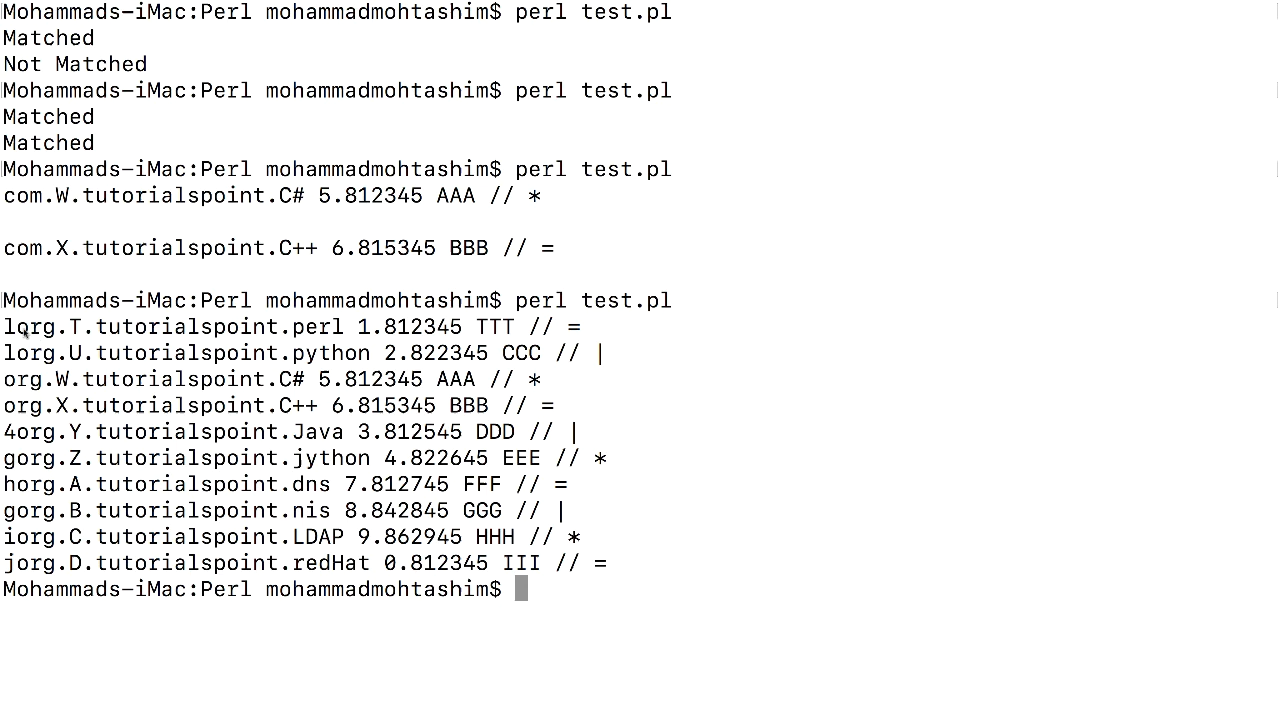 Mohammads-iMac:Perl mohammadmohtashim$ perl test.pl
Matched
Not Matched
Mohammads-iMac:Perl mohammadmohtashim$ perl test.pl
Matched
Matched
Mohammads-iMac:Perl mohammadmohtashim$ perl test.pl
com.W.tutorialspoint.C# 5.812345 AAA // *
com.X.tutorialspoint.C++ 6.815345 BBB // =
Mohammads-iMac:Perl mohammadmohtashim$ perl test.pl
lorg.T.tutorialspoint.perl 1.812345 TTT // =
lorg.U.tutorialspoint.python 2.822345 CCC // |
org.W.tutorialspoint.C# 5.812345 AAA // *
org.X.tutorialspoint.C++ 6.815345 BBB // =
4org.Y.tutorialspoint.Java 3.812545 DDD // |
gorg.Z.tutorialspoint.jython 4.822645 EEE // *
horg.A.tutorialspoint.dns 7.812745 FFF // =
gorg.B.tutorialspoint.nis 8.842845 GGG // |
iorg.C.tutorialspoint.LDAP 9.862945 HHH // *
jorg.D.tutorialspoint.redHat 0.812345 III // =
Mohammads-iMac:Perl mohammadmohtashim$